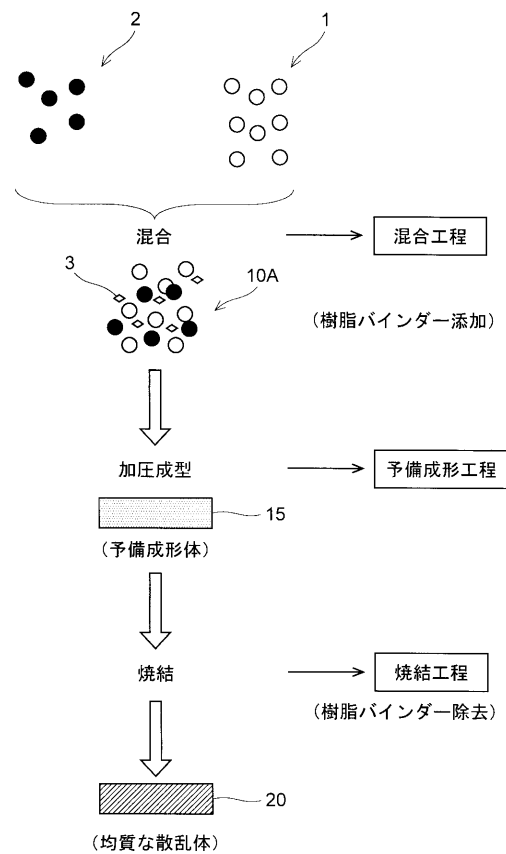 2
1
混合
混合工程
3
10A
(樹脂バインダー添加)
加圧成型
予備成形工程
15
(予備成形体)
焼結
焼結工程
(樹脂バインダー除去)
20
(均質な散乱体)